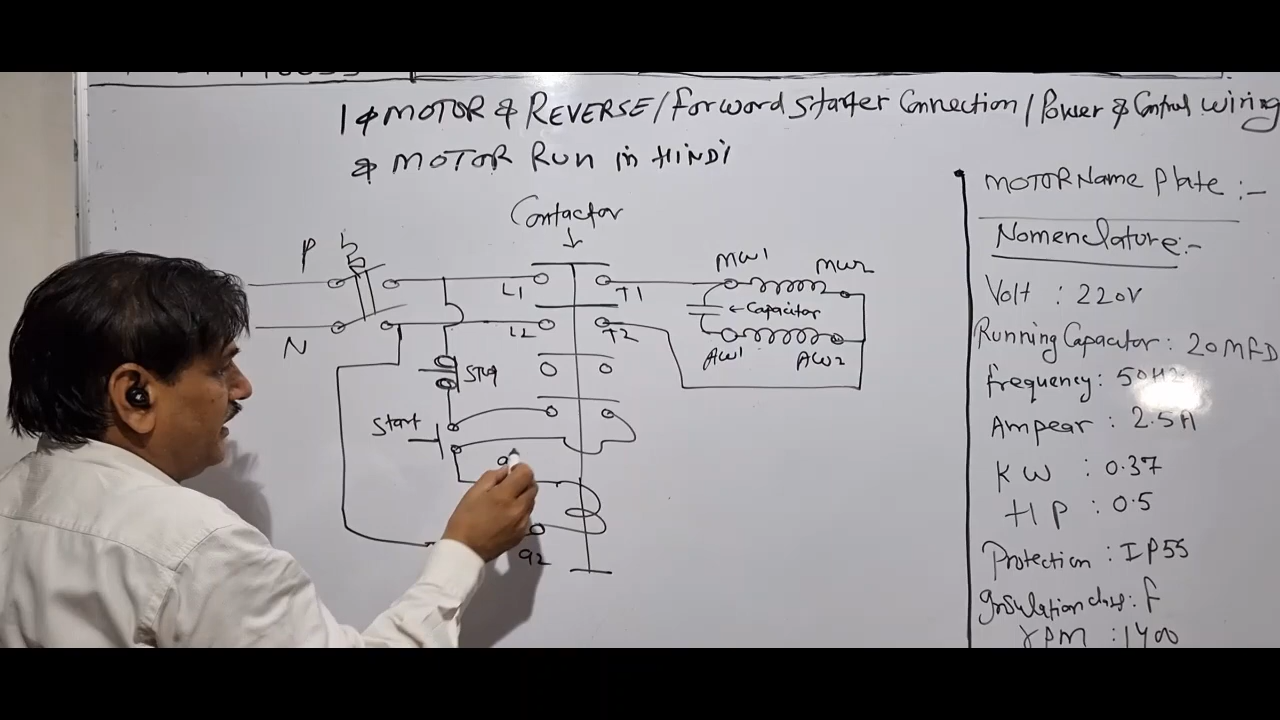 1 φ MOTOR & REVERSE/forword Starter Connection/Power & Control wiring
& MOTOR RUN in HINDI
Contactor
MOTOR Name Plate :-
Nomenclature:-
Volt : 220V
Running Capacitor : 20 MFD
frequency : 50Hz
Ampear : 2.5A
KW : 0.37
HP : 0.5
Protection : IP55
Insulation class : F
rpm : 1400
P
N
L1
T1
L2
T2
MW1
MW2
←Capacitor
AW1
AW2
Stop
Start
a2